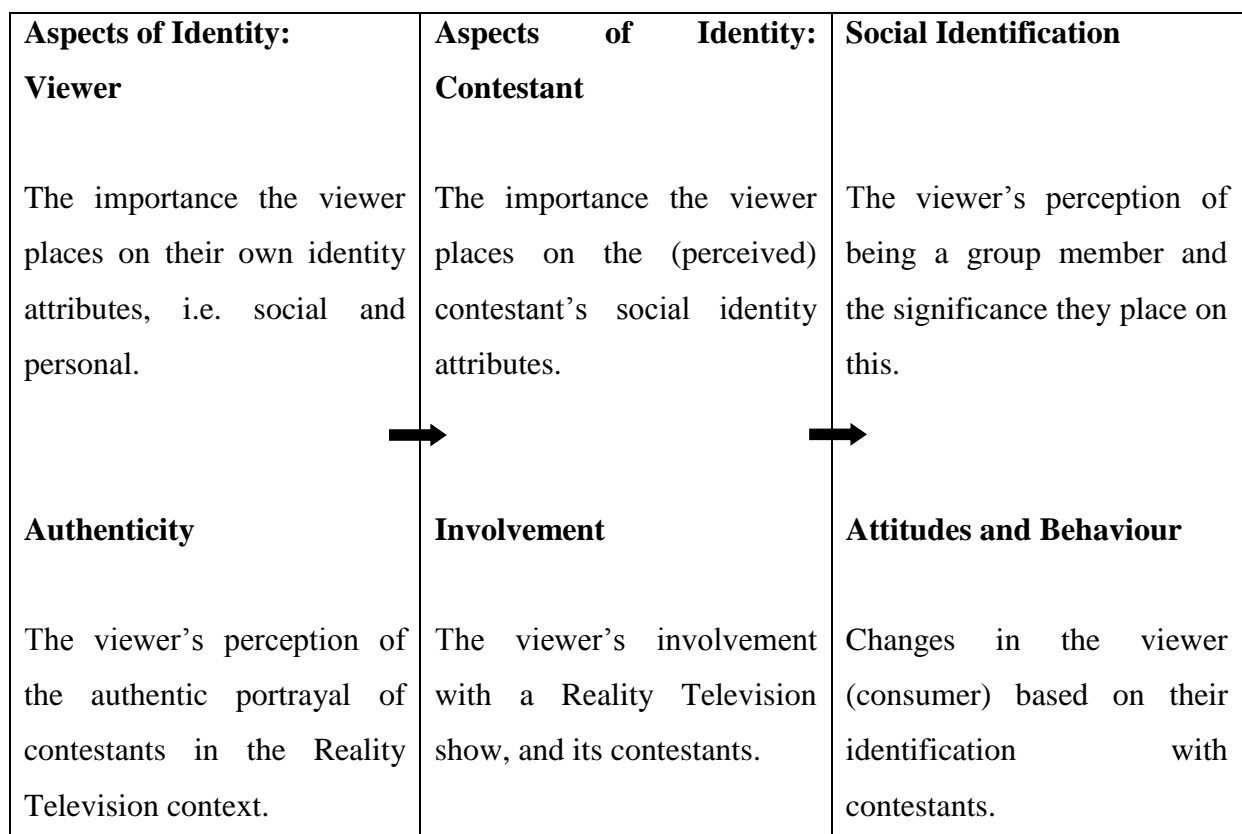 Aspects of Identity:
Viewer
The importance the viewer
places on their own identity
attributes, i.e. social and
personal.
Authenticity
The viewer’s perception of
the authentic portrayal of
contestants in the Reality
Television context.
Aspects of Identity:
Contestant
The importance the viewer
places on the (perceived)
contestant’s social identity
attributes.
Involvement
The viewer’s involvement
with a Reality Television
show, and its contestants.
Social Identification
The viewer’s perception of
being a group member and
the significance they place on
this.
Attitudes and Behaviour
Changes in the viewer
(consumer) based on their
identification with
contestants.